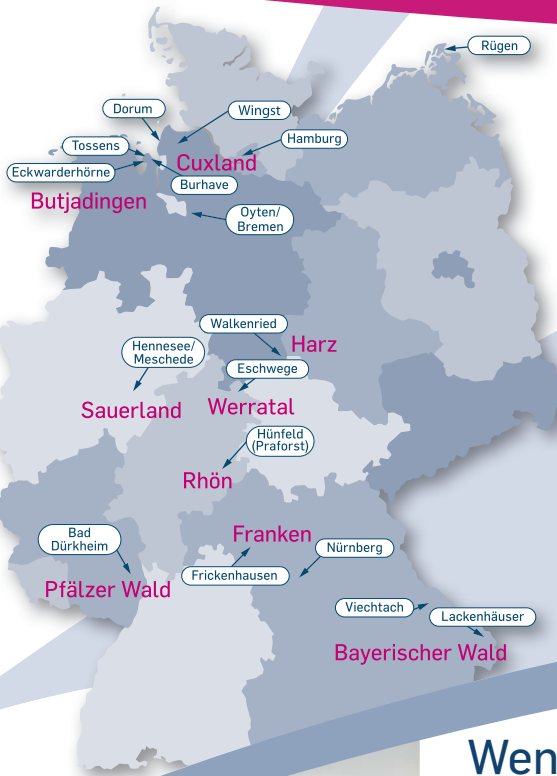 Rügen
Dorum
Wingst
Tossens
Hamburg
Cuxland
Eckwarderhörne
Burhave
Butjadingen
Oyten/
Bremen
Walkenried
Harz
Hennesee/
Meschede
Eschwege
Sauerland
Werratal
Hünfeld
(Praforst)
Rhön
Franken
Bad
Dürkheim
Nürnberg
Frickenhausen
Pfälzer Wald
Viechtach
Lackenhäuser
Bayerischer Wald
Wen